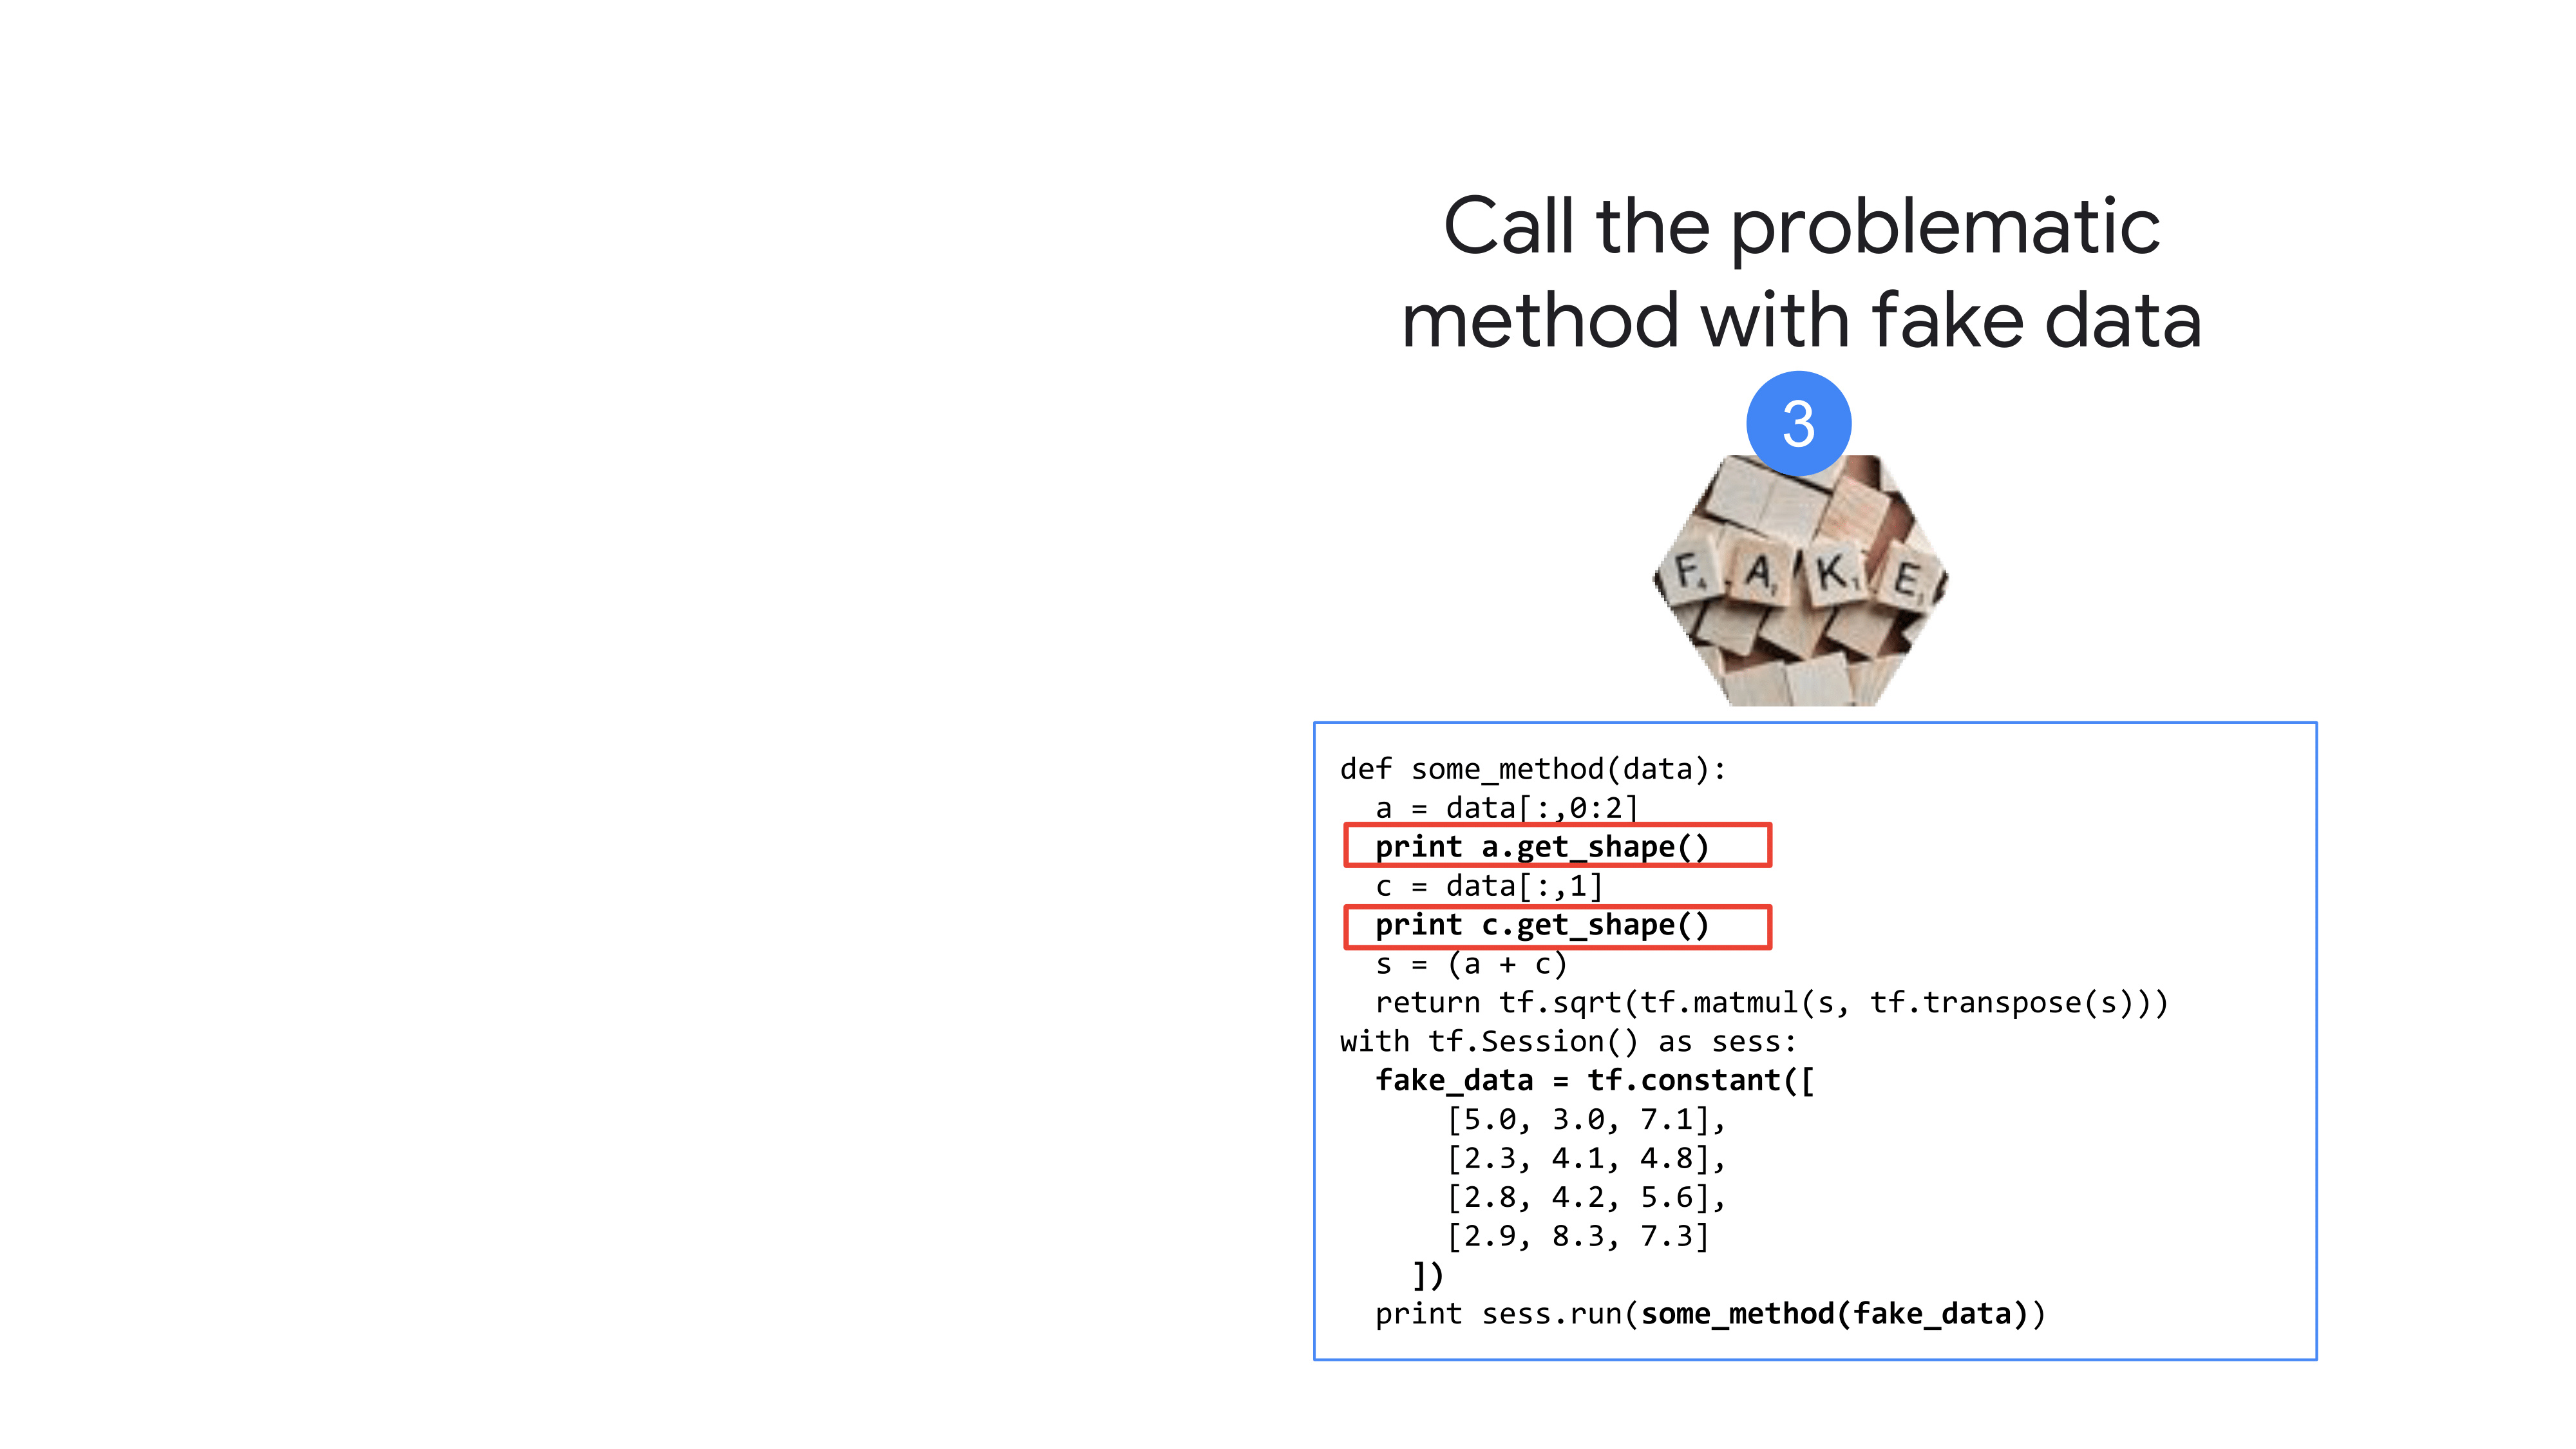 Call the problematic
method with fake data
3
F4 A K E
def some_method(data):
  a = data[:,0:2]
  print a.get_shape()
  c = data[:,1]
  print c.get_shape()
  s = (a + c)
  return tf.sqrt(tf.matmul(s, tf.transpose(s)))
with tf.Session() as sess:
  fake_data = tf.constant([
      [5.0, 3.0, 7.1],
      [2.3, 4.1, 4.8],
      [2.8, 4.2, 5.6],
      [2.9, 8.3, 7.3]
    ])
  print sess.run(some_method(fake_data))